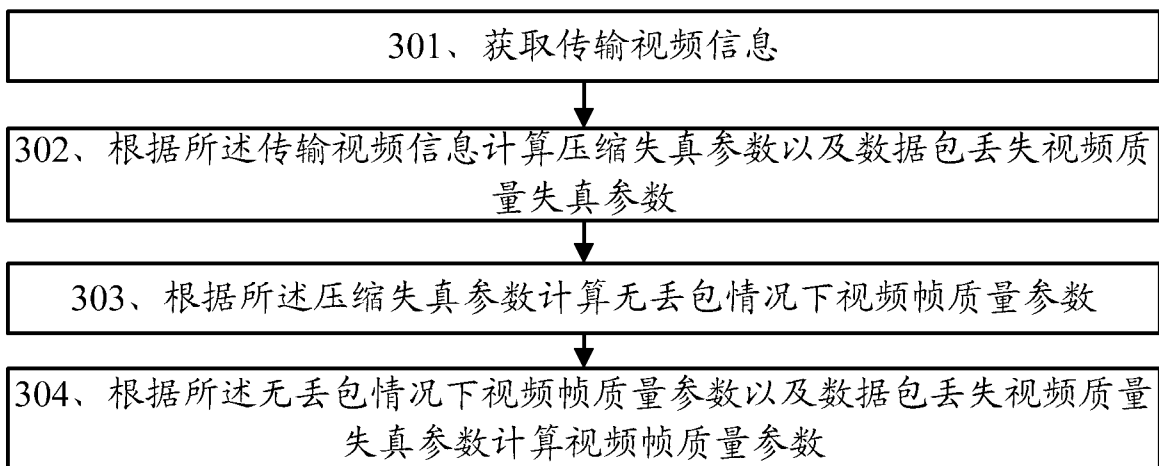 301、获取传输视频信息
302、根据所述传输视频信息计算压缩失真参数以及数据包丢失视频质
量失真参数
303、根据所述压缩失真参数计算无丢包情况下视频帧质量参数
304、根据所述无丢包情况下视频帧质量参数以及数据包丢失视频质量
失真参数计算视频帧质量参数